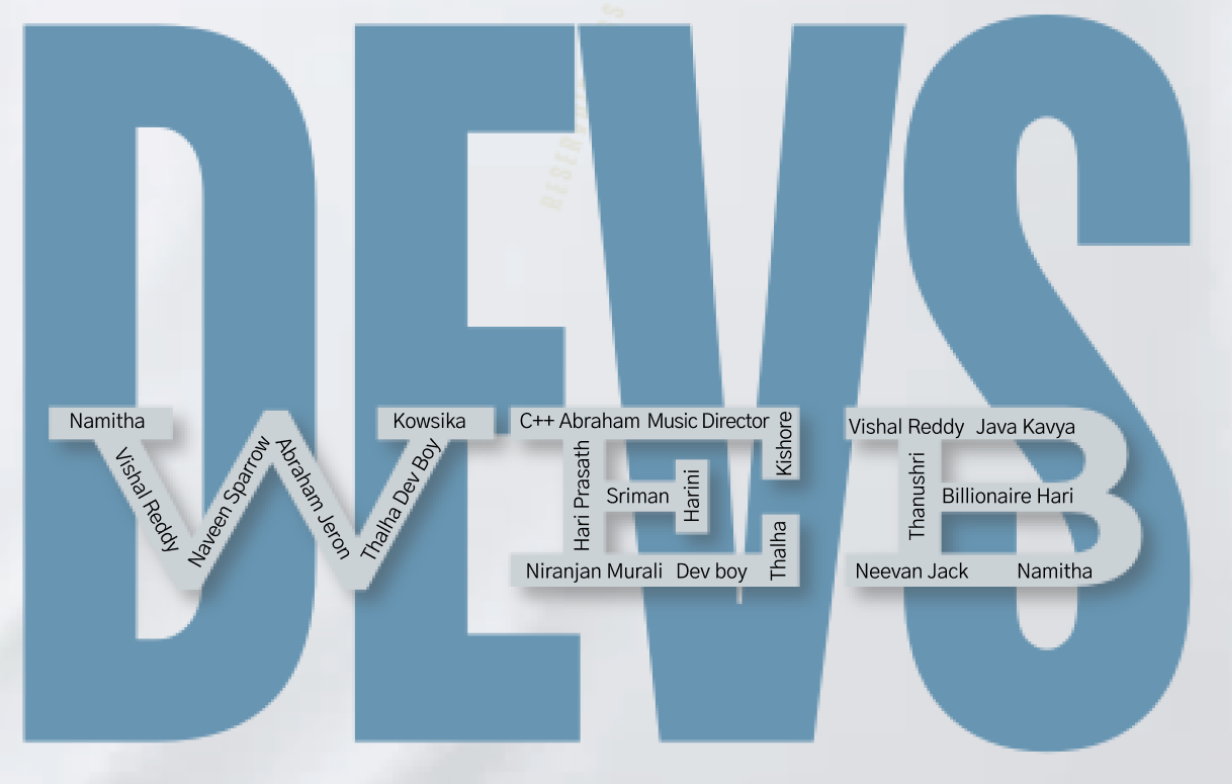 DEVS
WEB
Namitha
Vishal Reddy
Naveen Sparrow
Abraham Jeron
Thalha Dev Boy
Kowsika
C++ Abraham Music Director
Kishore
Hari Prasath
Sriman
Harini
Thalha
Niranjan Murali Dev boy
Vishal Reddy Java Kavya
Thanushri
Billionaire Hari
Neevan Jack Namitha